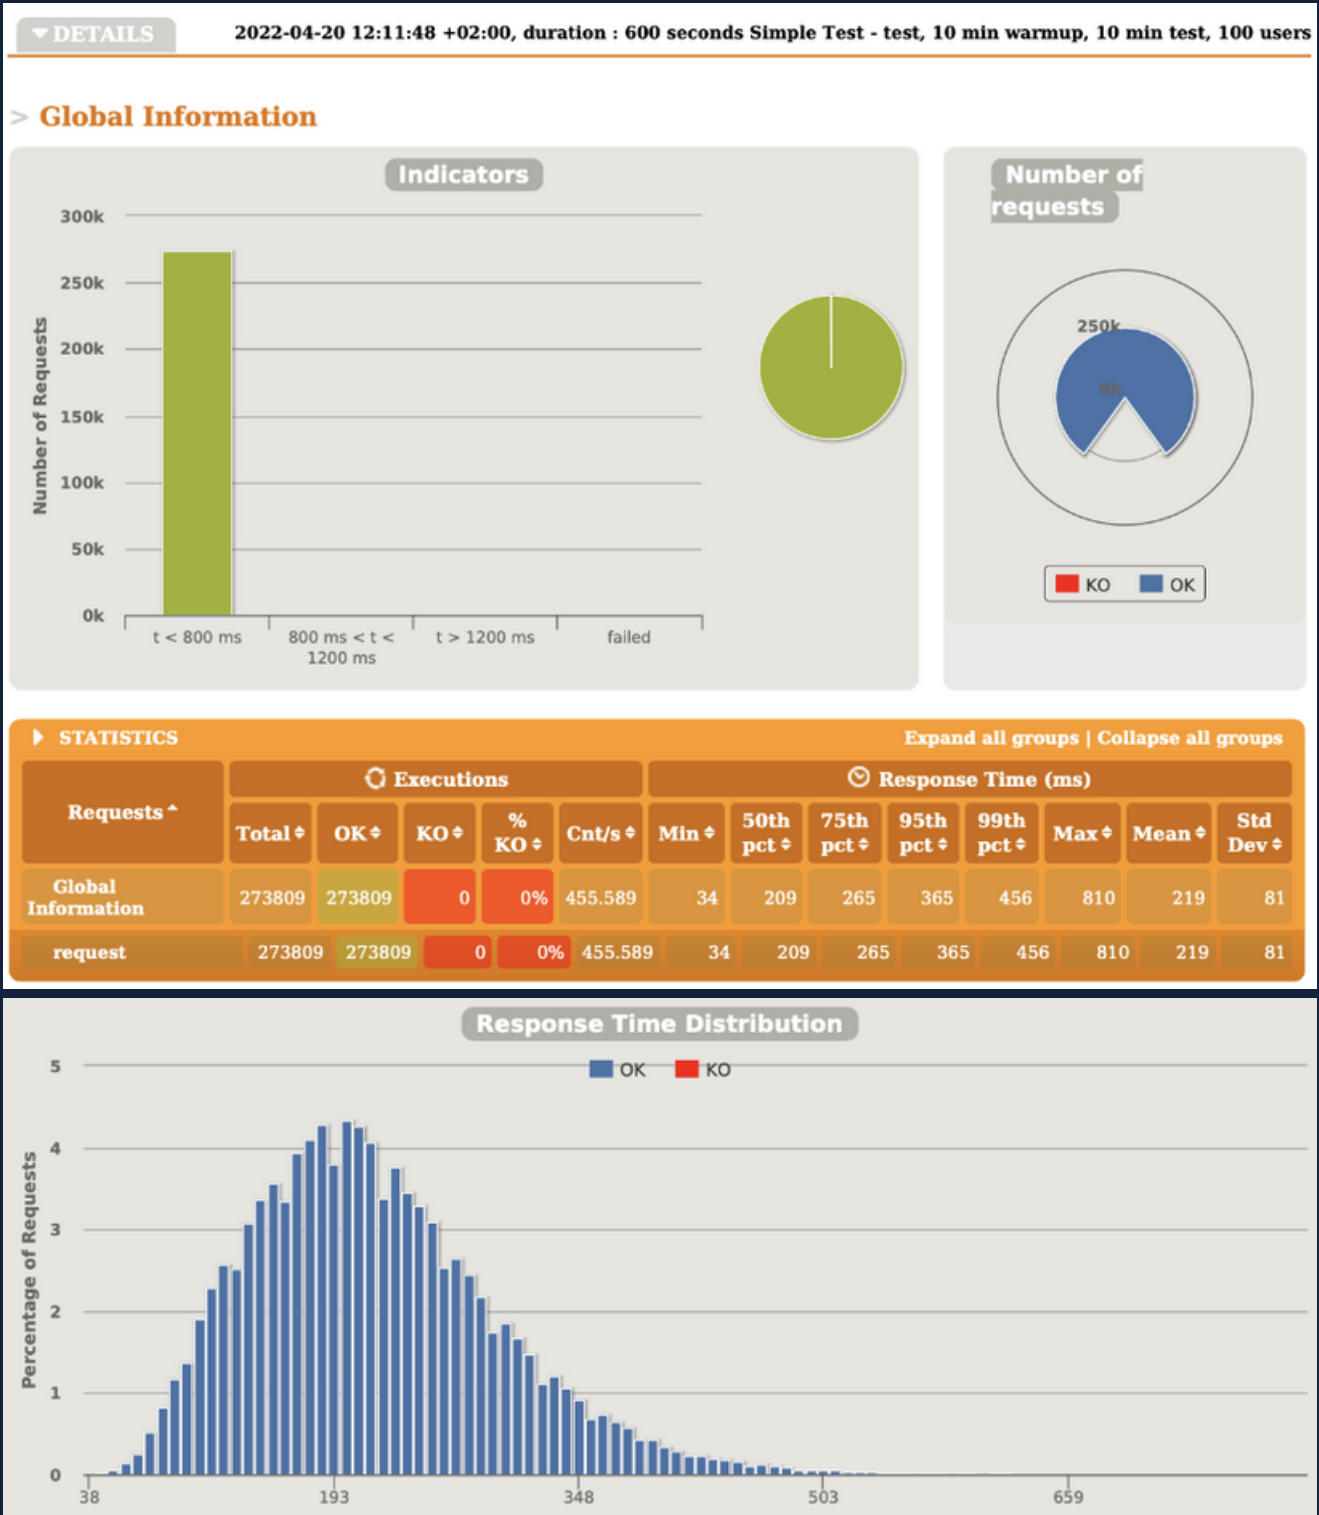 DETAILS
2022-04-20 12:11:48 +02:00, duration : 600 seconds Simple Test - test, 10 min warmup, 10 min test, 100 users
> Global Information
Indicators
300k
250k
200k
150k
100k
50k
0k
Number of Requests
t < 800 ms
800 ms < t <
1200 ms
t > 1200 ms
failed
Number of
requests
250k
0k
KO OK
STATISTICS
Expand all groups | Collapse all groups
Requests
Executions
Response Time (ms)
Total OK KO % KO Cnt/s Min 50th pct 75th pct 95th pct 99th pct Max Mean Std Dev
Global Information 273809 273809 0 0% 455.589 34 209 265 365 456 810 219 81
request 273809 273809 0 0% 455.589 34 209 265 365 456 810 219 81
Response Time Distribution
OK KO
5
4
3
2
1
0
Percentage of Requests
38 193 348 503 659